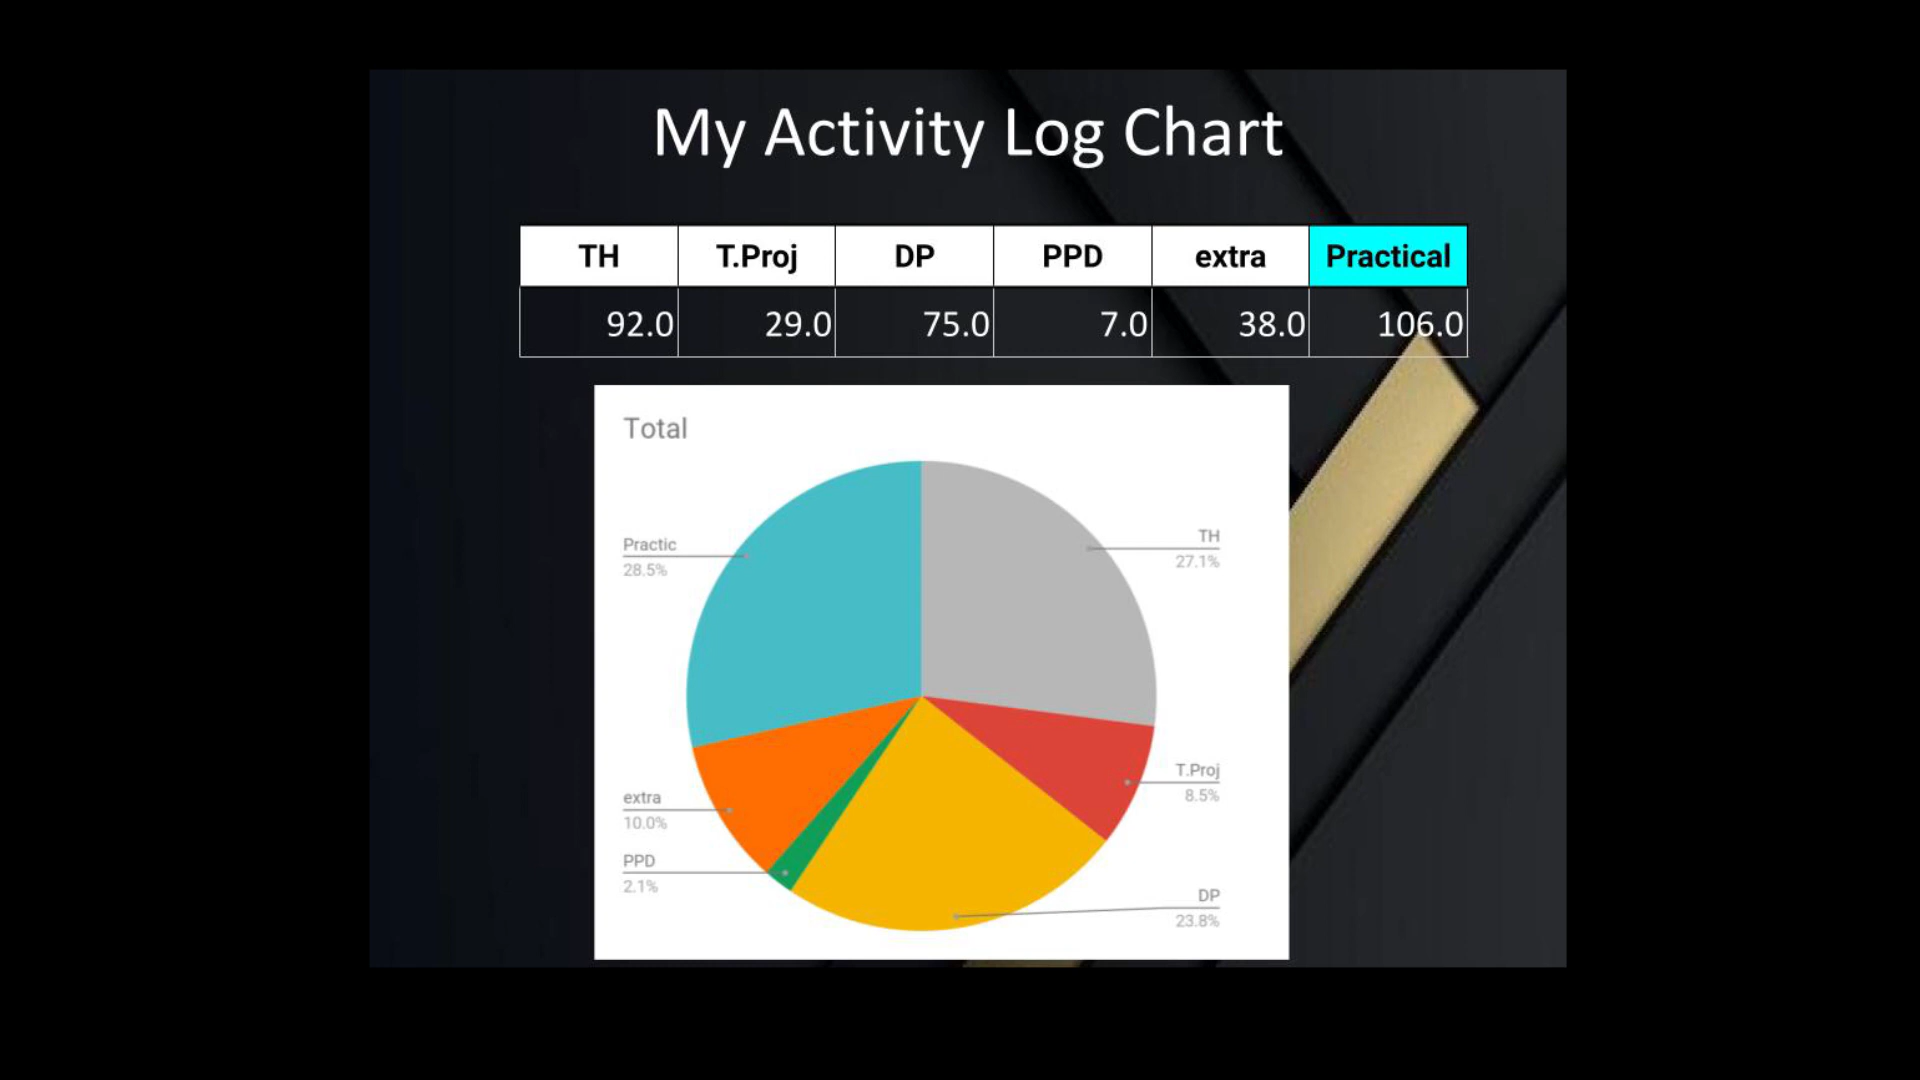 My Activity Log Chart
TH T.Proj DP PPD extra Practical
92.0 29.0 75.0 7.0 38.0 106.0
Total
Practic
28.5%
TH
27.1%
T.Proj
8.5%
extra
10.0%
PPD
2.1%
DP
23.8%